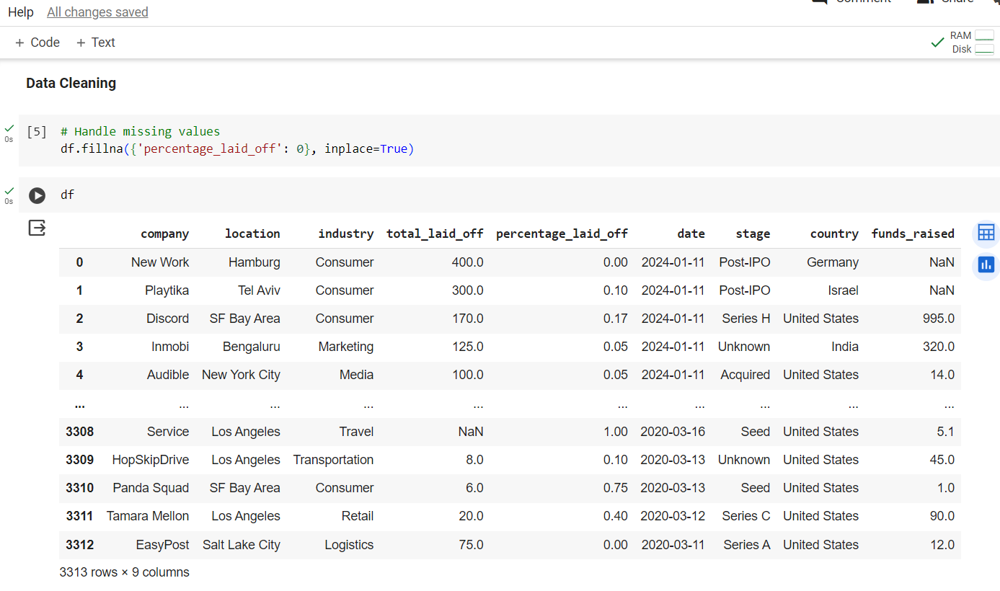 Help All changes saved Comment Share
+ Code + Text RAM
Disk
Data Cleaning
[5] # Handle missing values
0s df.fillna({'percentage_laid_off': 0}, inplace=True)
df
0s
company location industry total_laid_off percentage_laid_off date stage country funds_raised
0 New Work Hamburg Consumer 400.0 0.00 2024-01-11 Post-IPO Germany NaN
1 Playtika Tel Aviv Consumer 300.0 0.10 2024-01-11 Post-IPO Israel NaN
2 Discord SF Bay Area Consumer 170.0 0.17 2024-01-11 Series H United States 995.0
3 Inmobi Bengaluru Marketing 125.0 0.05 2024-01-11 Unknown India 320.0
4 Audible New York City Media 100.0 0.05 2024-01-11 Acquired United States 14.0
... ... ... ... ... ... ... ... ... ...
3308 Service Los Angeles Travel NaN 1.00 2020-03-16 Seed United States 5.1
3309 HopSkipDrive Los Angeles Transportation 8.0 0.10 2020-03-13 Unknown United States 45.0
3310 Panda Squad SF Bay Area Consumer 6.0 0.75 2020-03-13 Seed United States 1.0
3311 Tamara Mellon Los Angeles Retail 20.0 0.40 2020-03-12 Series C United States 90.0
3312 EasyPost Salt Lake City Logistics 75.0 0.00 2020-03-11 Series A United States 12.0
3313 rows × 9 columns